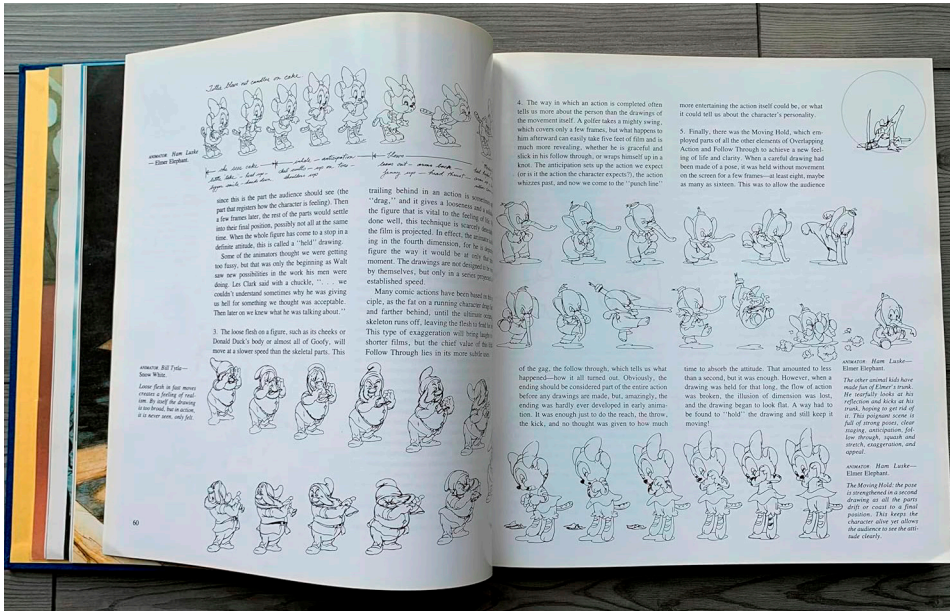 Tillie Blows out candles on cake
ANIMATOR: Ham Luske
— Elmer Elephant.
she sees cake
inhale — anticipation
Blows
since this is the part the audience should see (the
part that registers how the character is feeling). Then
a few frames later, the rest of the parts would settle
into their final position, possibly not all at the same
time. When the whole figure has come to a stop in a
definite attitude, this is called a "held" drawing.
Some of the animators thought we were getting
too fussy, but that was only the beginning as Walt
saw new possibilities in the work his men were
doing. Les Clark said with a chuckle, ". . . we
couldn't understand sometimes why he was giving
us hell for something we thought was acceptable.
Then later on we knew what he was talking about."
3. The loose flesh on a figure, such as its cheeks or
Donald Duck's body or almost all of Goofy, will
move at a slower speed than the skeletal parts. This
trailing behind in an action is sometimes
"drag," and it gives a looseness and a
the figure that is vital to the feeling of
done well, this technique is scarcely
the film is projected. In effect, the animator
ing in the fourth dimension, for he is
figure the way it would be at only that
moment. The drawings are not designed to
by themselves, but only in a series projected
established speed.
Many comic actions have been based on this
ciple, as the fat on a running character
and farther behind, until the ultimate
skeleton runs off, leaving the flesh to fend
This type of exaggeration will bring laughs
shorter films, but the chief value of the
Follow Through lies in its more subtle use
ANIMATOR: Bill Tytla—
Snow White.
Loose flesh in fast moves
creates a feeling of real-
ism. By itself the drawing
is too broad, but in action,
it is never seen, only felt.
60
4. The way in which an action is completed often
tells us more about the person than the drawings of
the movement itself. A golfer takes a mighty swing,
which covers only a few frames, but what happens to
him afterward can easily take five feet of film and is
much more revealing, whether he is graceful and
slick in his follow through, or wraps himself up in a
knot. The anticipation sets up the action we expect
(or is it the action the character expects?), the action
whizzes past, and now we come to the "punch line"
more entertaining the action itself could be, or what
it could tell us about the character's personality.
5. Finally, there was the Moving Hold, which em-
ployed parts of all the other elements of Overlapping
Action and Follow Through to achieve a new feel-
ing of life and clarity. When a careful drawing had
been made of a pose, it was held without movement
on the screen for a few frames—at least eight, maybe
as many as sixteen. This was to allow the audience
of the gag, the follow through, which tells us what
happened—how it all turned out. Obviously, the
ending should be considered part of the entire action
before any drawings are made, but, amazingly, the
ending was hardly ever developed in early anima-
tion. It was enough just to do the reach, the throw,
the kick, and no thought was given to how much
time to absorb the attitude. That amounted to less
than a second, but it was enough. However, when a
drawing was held for that long, the flow of action
was broken, the illusion of dimension was lost,
and the drawing began to look flat. A way had to
be found to "hold" the drawing and still keep it
moving!
ANIMATOR: Ham Luske—
Elmer Elephant.
The other animal kids have
made fun of Elmer's trunk.
He tearfully looks at his
reflection and kicks at his
trunk, hoping to get rid of
it. This poignant scene is
full of strong poses, clear
staging, anticipation, fol-
low through, squash and
stretch, exaggeration, and
appeal.
ANIMATOR: Ham Luske—
Elmer Elephant.
The Moving Hold: the pose
is strengthened in a second
drawing as all the parts
drift or coast to a final
position. This keeps the
character alive yet allows
the audience to see the atti-
tude clearly.